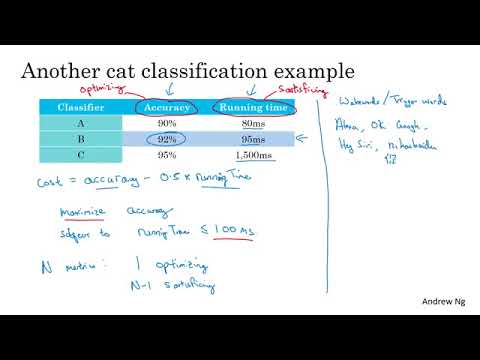 Another cat classification example
optimizing
satisficing
Classifier Accuracy Running time
A 90% 80ms
B 92% 95ms
C 95% 1,500ms
cost = accuracy - 0.5 x runningTime
maximize accuracy
subject to runningTime ≤ 100 ms.
N metrics: 1 optimizing
N-1 satisficing
Wakewords / Trigger words
Alexa, Ok Google,
Hey Siri, nihaobaidu
你好
Andrew Ng